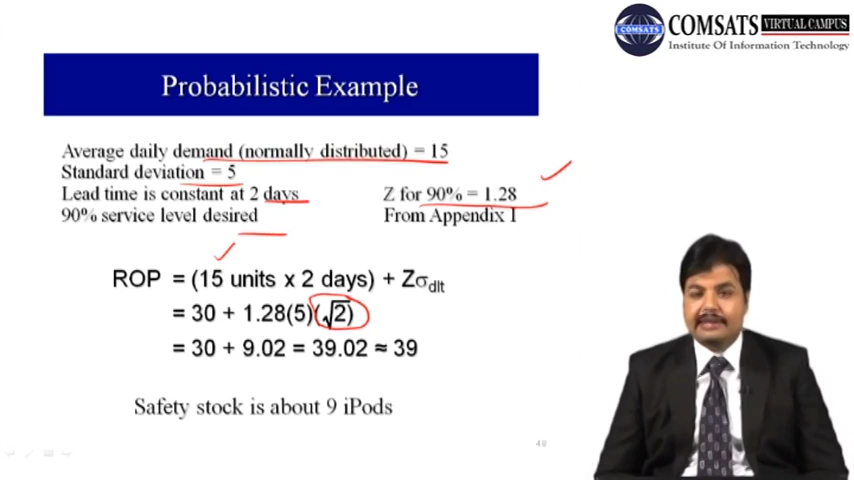 COMSATS VIRTUAL CAMPUS
COMSATS
Institute Of Information Technology
Probabilistic Example
Average daily demand (normally distributed) = 15
Standard deviation = 5
Lead time is constant at 2 days
90% service level desired
Z for 90% = 1.28
From Appendix I
ROP = (15 units x 2 days) + Zσdlt
= 30 + 1.28(5)(√2)
= 30 + 9.02 = 39.02 ≈ 39
Safety stock is about 9 iPods
48